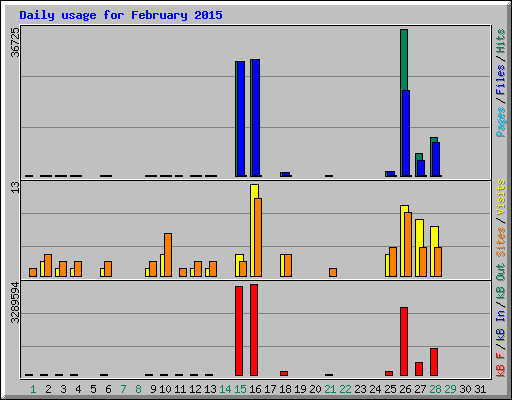 Daily usage for February 2015
36725
Pages / Files / Hits
13
Sites / Visits
3289594
kB F / kB In / kB Out
1 2 3 4 5 6 7 8 9 10 11 12 13 14 15 16 17 18 19 20 21 22 23 24 25 26 27 28 29 30 31